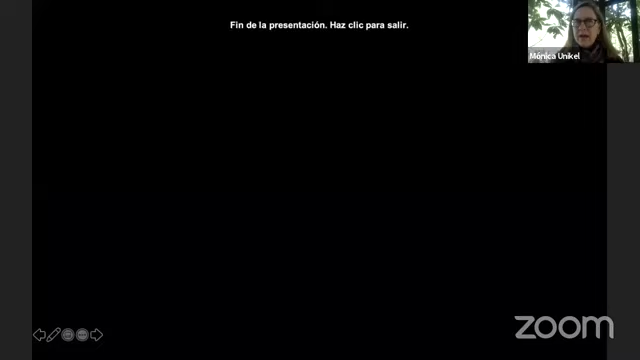 Fin de la presentación. Haz clic para salir.
Mónica Unikel
zoom